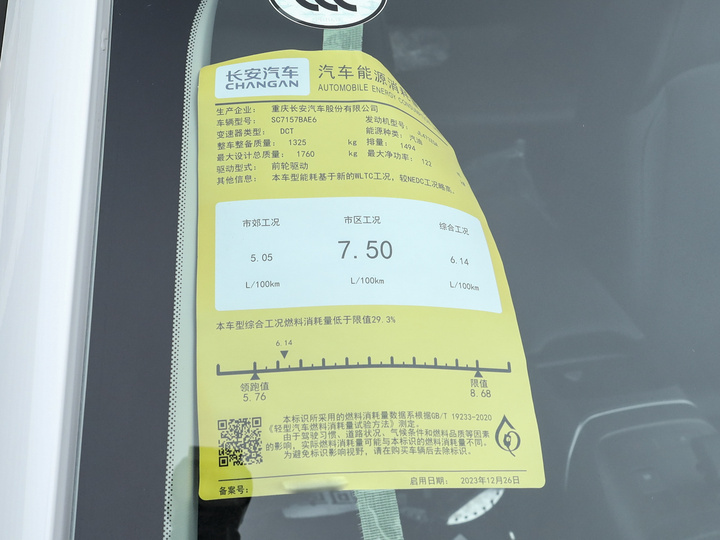 长安汽车
CHANGAN
汽车能源消
AUTOMOBILE ENERGY CON
生产企业： 重庆长安汽车股份有限公司
车辆型号： SC7157BAE6 发动机型号：
变速器类型： DCT 能源种类： 汽油
整车整备质量： 1325 kg 排量： 1494
最大设计总质量： 1760 kg 最大净功率： 122
驱动型式： 前轮驱动
其他信息： 本车型能耗基于新的WLTC工况，较NEDC工况略高。
市郊工况 市区工况 综合工况
5.05 7.50 6.14
L/100km L/100km L/100km
本车型综合工况燃料消耗量低于限值29.3%
6.14
领跑值 限值
5.76 8.68
本标识所采用的燃料消耗量数据系根据GB/T 19233-2020
《轻型汽车燃料消耗量试验方法》测定。
由于驾驶习惯、道路状况、气候条件和燃料品质等因素
的影响，实际燃料消耗量可能与本标识的燃料消耗量不同。
为避免标识影响视野，请在购买车辆后去除标识。
备案号： 启用日期： 2023年12月26日